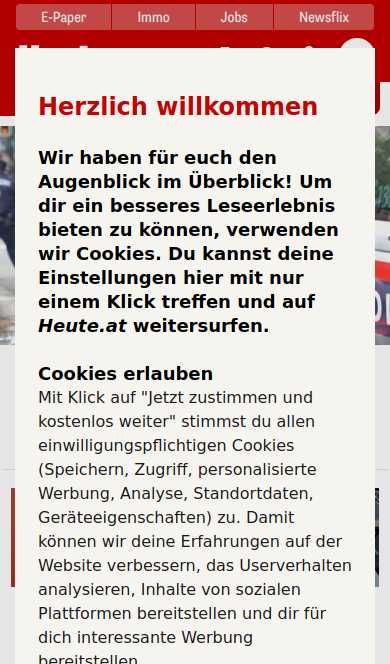 E-Paper
Immo
Jobs
Newsflix
Herzlich willkommen
Wir haben für euch den
Augenblick im Überblick! Um
dir ein besseres Leseerlebnis
bieten zu können, verwenden
wir Cookies. Du kannst deine
Einstellungen hier mit nur
einem Klick treffen und auf
Heute.at weitersurfen.
Cookies erlauben
Mit Klick auf "Jetzt zustimmen und
kostenlos weiter" stimmst du allen
einwilligungspflichtigen Cookies
(Speichern, Zugriff, personalisierte
Werbung, Analyse, Standortdaten,
Geräteeigenschaften) zu. Damit
können wir deine Erfahrungen auf der
Website verbessern, das Userverhalten
analysieren, Inhalte von sozialen
Plattformen bereitstellen und dir für
dich interessante Werbung
bereitstellen